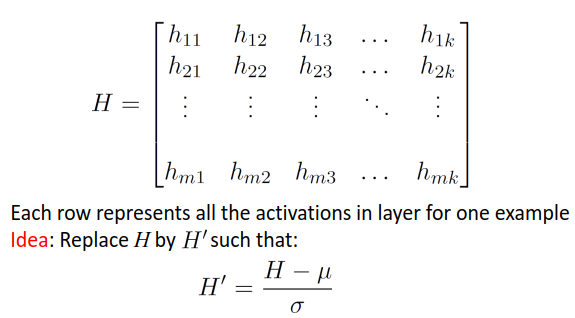 h11 h12 h13 ... h1k
h21 h22 h23 ... h2k
H = ⋮ ⋮ ⋮ ⋱ ⋮
hm1 hm2 hm3 ... hmk
Each row represents all the activations in layer for one example
Idea: Replace H by H′ such that:
H′ = (H − μ) / σ